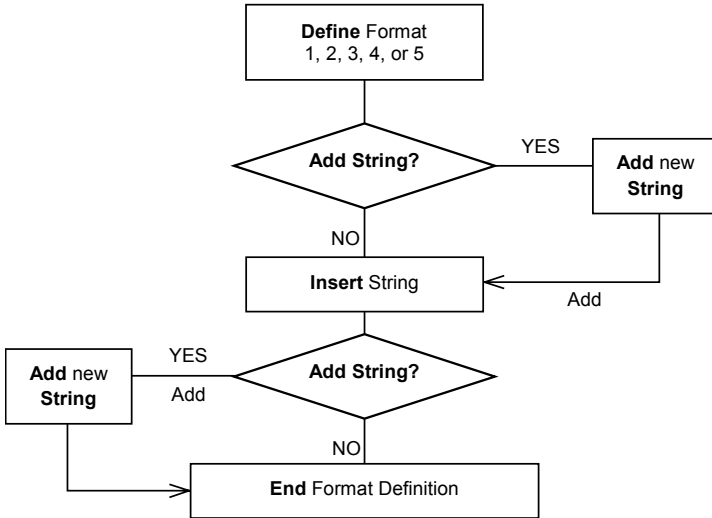 Define Format
1, 2, 3, 4, or 5
Add String?
YES
Add new
String
NO
Insert String
Add
Add String?
YES
Add
Add new
String
NO
End Format Definition